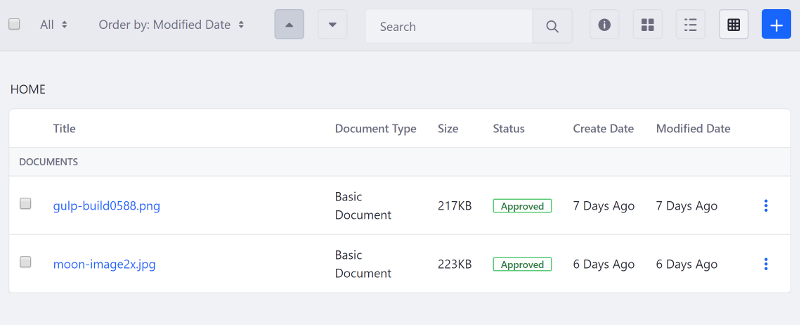 All Order by: Modified Date Search
HOME
Title Document Type Size Status Create Date Modified Date
DOCUMENTS
gulp-build0588.png Basic Document 217KB Approved 7 Days Ago 7 Days Ago
moon-image2x.jpg Basic Document 223KB Approved 6 Days Ago 6 Days Ago